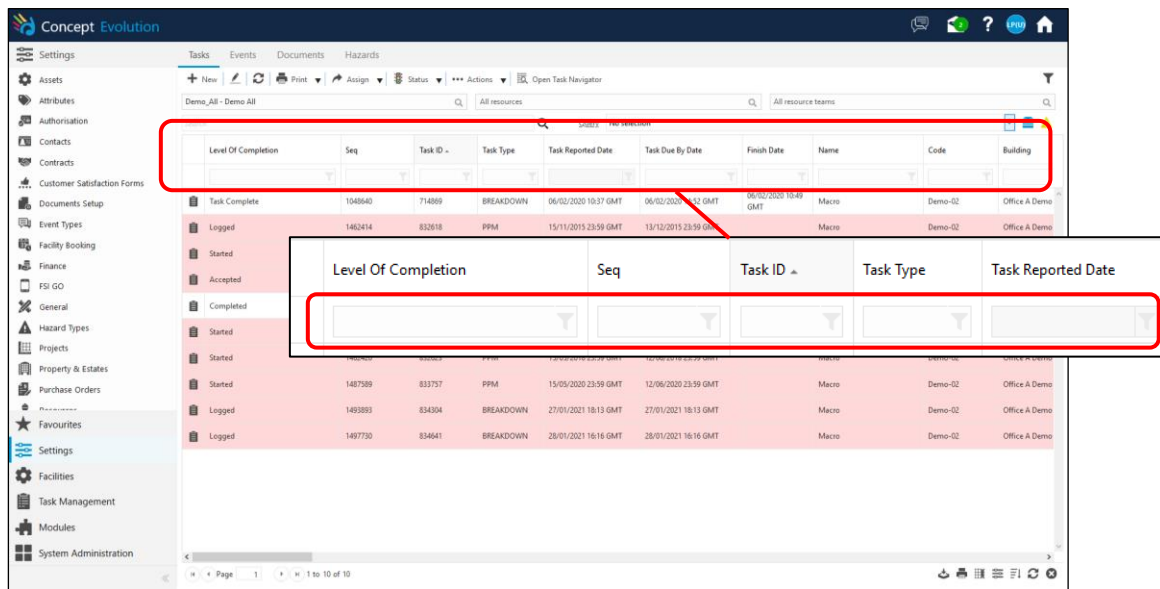 Concept Evolution
2
?
LP(U)
Settings
Tasks Events Documents Hazards
New Print Assign Status Actions Open Task Navigator
Demo_All - Demo All All resources All resource teams
No selection
Level Of Completion Seq Task ID Task Type Task Reported Date Task Due By Date Finish Date Name Code Building
Task Complete 1048640 714869 BREAKDOWN 06/02/2020 10:37 GMT 06/02/2020 GMT 06/02/2020 10:49 GMT Macro Demo-02 Office A Demo
Logged 1462414 832618 PPM 15/11/2015 23:59 GMT 13/12/2015 23:59 Macro Demo-02 Office A Demo
Started
Accepted
Completed
Started
Started
Started 1487589 833757 PPM 15/05/2020 23:59 GMT 12/06/2020 23:59 GMT Macro Demo-02 Office A Demo
Logged 1493893 834304 BREAKDOWN 27/01/2021 18:13 GMT 27/01/2021 18:13 GMT Macro Demo-02 Office A Demo
Logged 1497730 834641 BREAKDOWN 28/01/2021 16:16 GMT 28/01/2021 16:16 GMT Macro Demo-02 Office A Demo
Level Of Completion Seq Task ID Task Type Task Reported Date
Assets
Attributes
Authorisation
Contacts
Contracts
Customer Satisfaction Forms
Documents Setup
Event Types
Facility Booking
Finance
FSI GO
General
Hazard Types
Projects
Property & Estates
Purchase Orders
Favourites
Settings
Facilities
Task Management
Modules
System Administration
Page 1 1 to 10 of 10